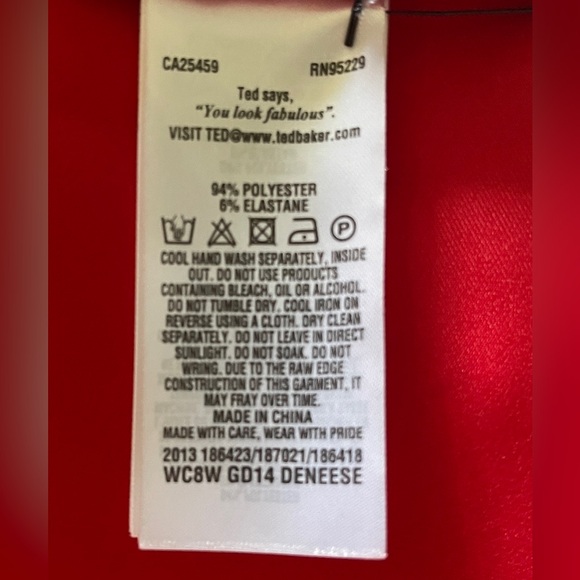 CA25459 RN95229
Ted says,
"You look fabulous".
VISIT TED@www.tedbaker.com
94% POLYESTER
6% ELASTANE
P
COOL HAND WASH SEPARATELY, INSIDE
OUT. DO NOT USE PRODUCTS
CONTAINING BLEACH, OIL OR ALCOHOL.
DO NOT TUMBLE DRY. COOL IRON ON
REVERSE USING A CLOTH. DRY CLEAN
SEPARATELY. DO NOT LEAVE IN DIRECT
SUNLIGHT. DO NOT SOAK. DO NOT
WRING. DUE TO THE RAW EDGE
CONSTRUCTION OF THIS GARMENT, IT
MAY FRAY OVER TIME.
MADE IN CHINA
MADE WITH CARE, WEAR WITH PRIDE
2013 186423/187021/186418
WC8W GD14 DENEESE